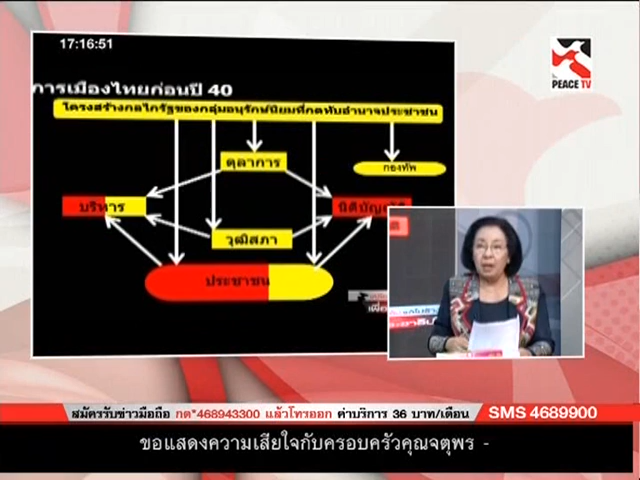 17:16:51
PEACE TV
การเมืองไทยก่อนปี 40
โครงสร้างกลไกรัฐของกลุ่มอนุรักษ์นิยมที่กดทับอำนาจประชาชน
ตุลาการ
กองทัพ
บริหาร
นิติบัญญัติ
วุฒิสภา
ประชาชน
สมัครรับข่าวมือถือ กด*468943300 แล้วโทรออก ค่าบริการ 36 บาท/เดือน SMS 4689900
ขอแสดงความเสียใจกับครอบครัวคุณจตุพร -